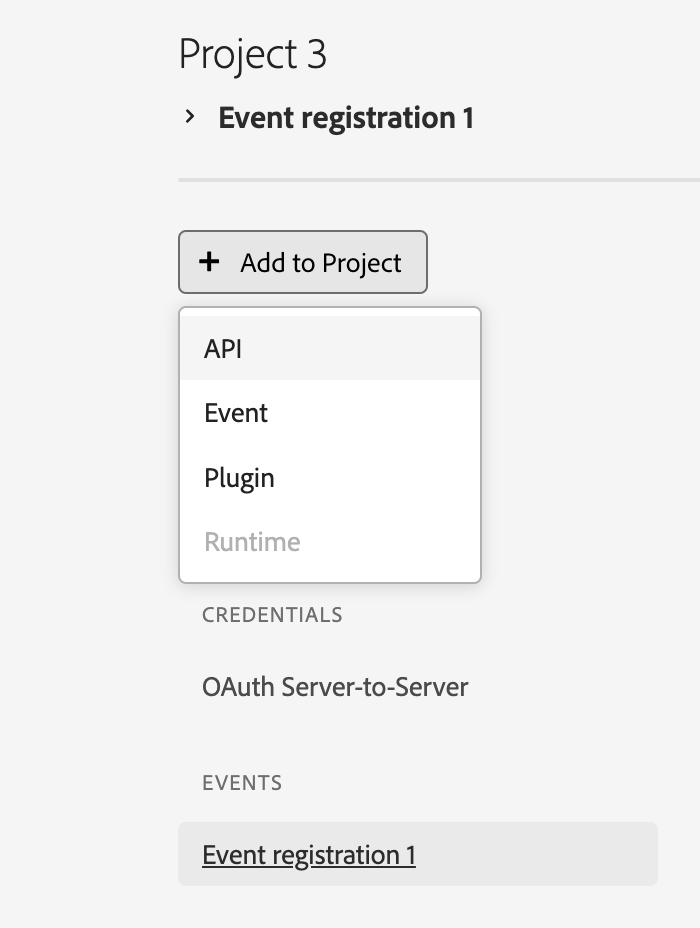 Project 3
Event registration 1
Add to Project
API
Event
Plugin
Runtime
CREDENTIALS
OAuth Server-to-Server
EVENTS
Event registration 1